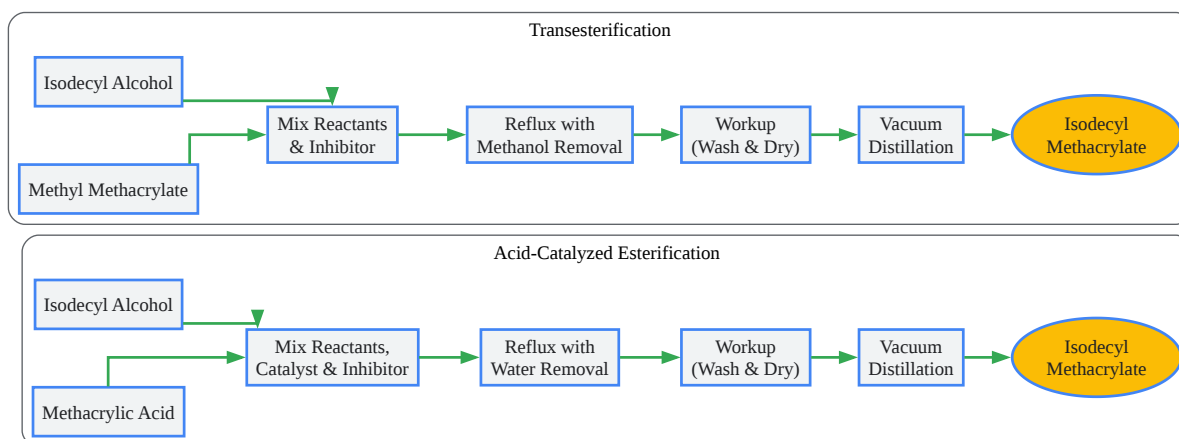 Transesterification
Isodecyl Alcohol
Methyl Methacrylate
Mix Reactants
& Inhibitor
Reflux with
Methanol Removal
Workup
(Wash & Dry)
Vacuum
Distillation
Isodecyl
Methacrylate
Acid-Catalyzed Esterification
Isodecyl Alcohol
Methacrylic Acid
Mix Reactants,
Catalyst & Inhibitor
Reflux with
Water Removal
Workup
(Wash & Dry)
Vacuum
Distillation
Isodecyl
Methacrylate